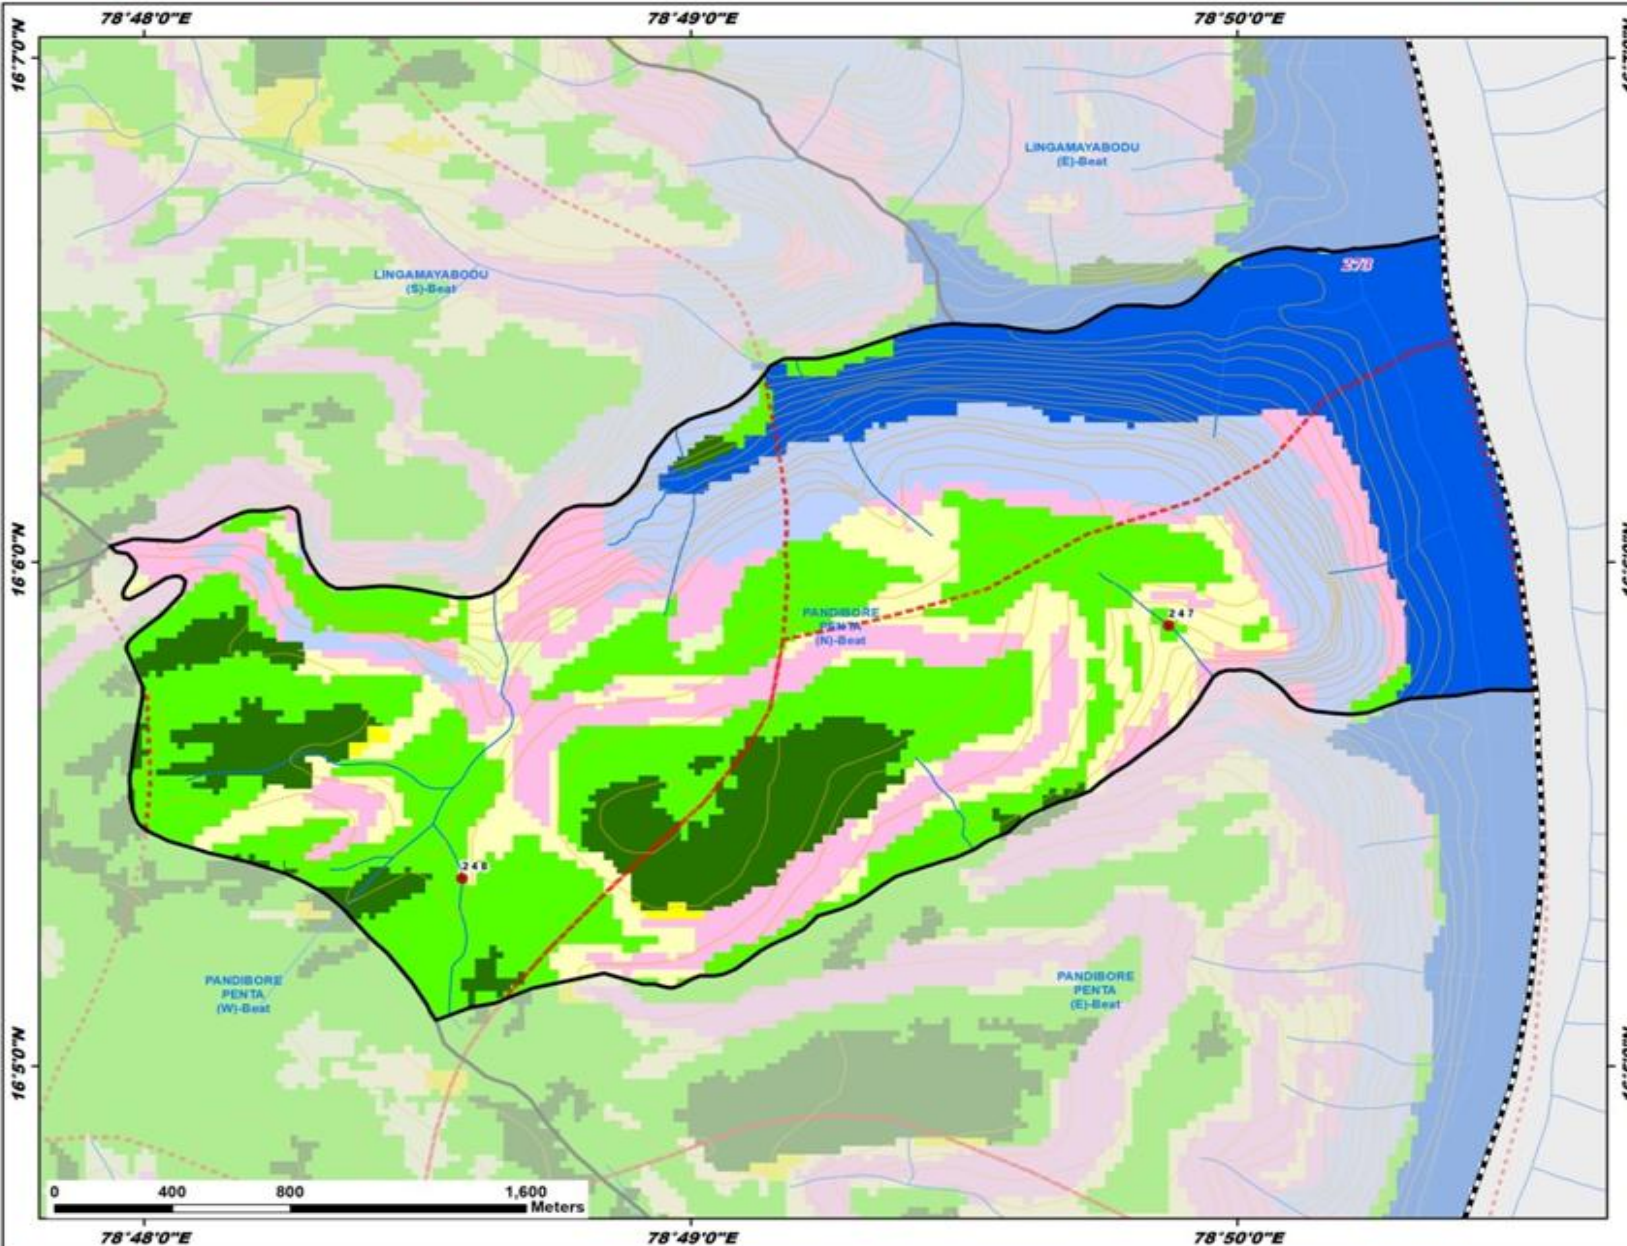 78°48'0"E 78°49'0"E 78°50'0"E
16°7'0"N
LINGAMAYABODU
(E)-Beat
LINGAMAYABODU
(S)-Beat
273
16°6'0"N
247
PANDIBORE
PENTA
(N)-Beat
248
PANDIBORE
PENTA
(W)-Beat
PANDIBORE
PENTA
(E)-Beat
16°5'0"N
0 400 800 1,600
Meters
78°48'0"E 78°49'0"E 78°50'0"E